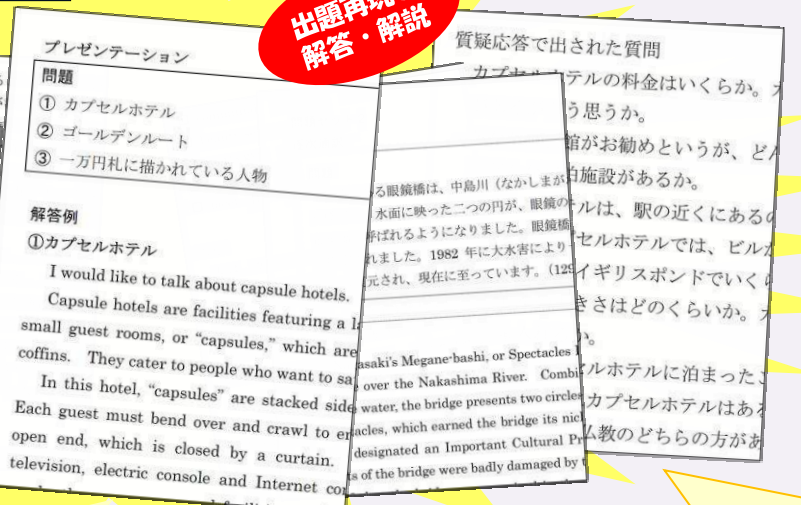 出題再現
解答・解説
プレゼンテーション
問題
① カプセルホテル
② ゴールデンルート
③ 一万円札に描かれている人物
解答例
①カプセルホテル
I would like to talk about capsule hotels.
Capsule hotels are facilities featuring a
small guest rooms, or “capsules,” which are
coffins. They cater to people who want to
In this hotel, “capsules” are stacked side
Each guest must bend over and crawl to
open end, which is closed by a curtain.
television, electric console and Internet
る眼鏡橋は、中島川（なかしまが
水面に映った二つの円が、眼鏡の
呼ばれるようになりました。眼鏡橋
れました。1982 年に大水害により
元され、現在に至っています。（129
Megane-bashi, or Spectacles
over the Nakashima River.
water, the bridge presents two circles
which earned the bridge its
designated an Important Cultural
of the bridge were badly damaged by
質疑応答で出された質問
カプセルホテルの料金はいくらか。
う思うか。
館がお勧めというが、ど
泊施設があるか。
ルは、駅の近くにあるの
セルホテルでは、ビル
イギリスポンドでいく
きさはどのくらいか。
か。
ルホテルに泊まったこ
カプセルホテルはある
ム教のどちらの方があ